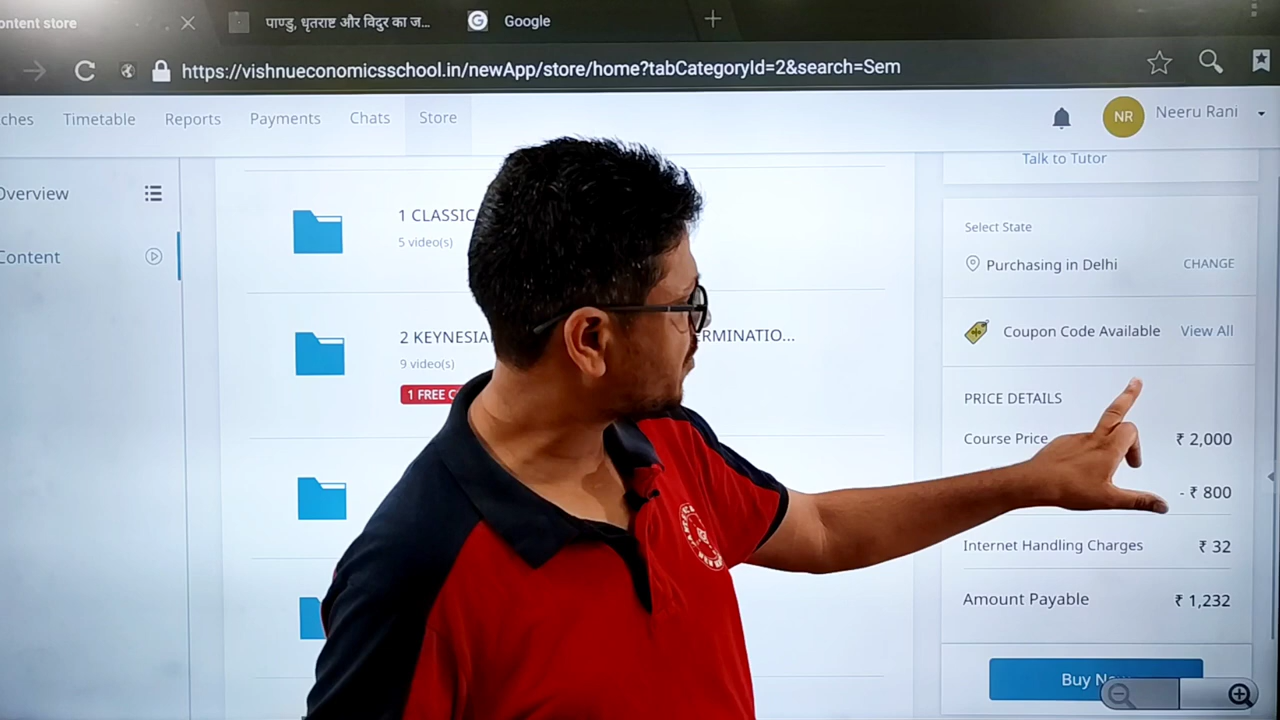 ontent store
पाण्डु, धृतराष्ट और विदुर का ज...
Google
https://vishnueconomicsschool.in/newApp/store/home?tabCategoryId=2&search=Sem
ches
Timetable
Reports
Payments
Chats
Store
NR
Neeru Rani
Overview
Content
1 CLASSIC
5 video(s)
2 KEYNESIA
RMINATIO...
9 video(s)
1 FREE C
Talk to Tutor
Select State
Purchasing in Delhi
CHANGE
Coupon Code Available
View All
PRICE DETAILS
Course Price
₹ 2,000
- ₹ 800
Internet Handling Charges
₹ 32
Amount Payable
₹ 1,232
Buy